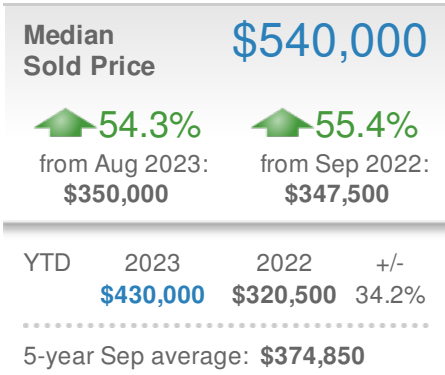 Median $540,000
Sold Price
54.3% 55.4%
from Aug 2023: from Sep 2022:
$350,000 $347,500
YTD 2023 2022 +/-
$430,000 $320,500 34.2%
5-year Sep average: $374,850